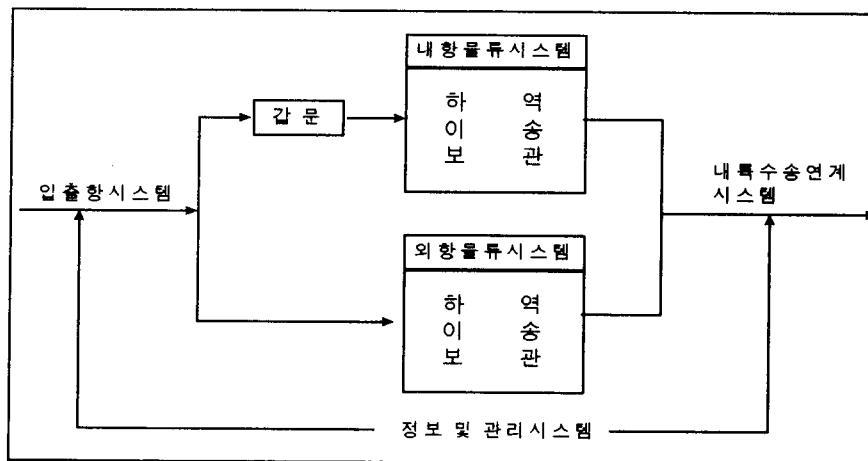 내항물류시스템
하 역
이 송
보 관
갑 문
입출항시스템
내륙수송연계
시스템
외항물류시스템
하 역
이 송
보 관
정보 및 관리시스템